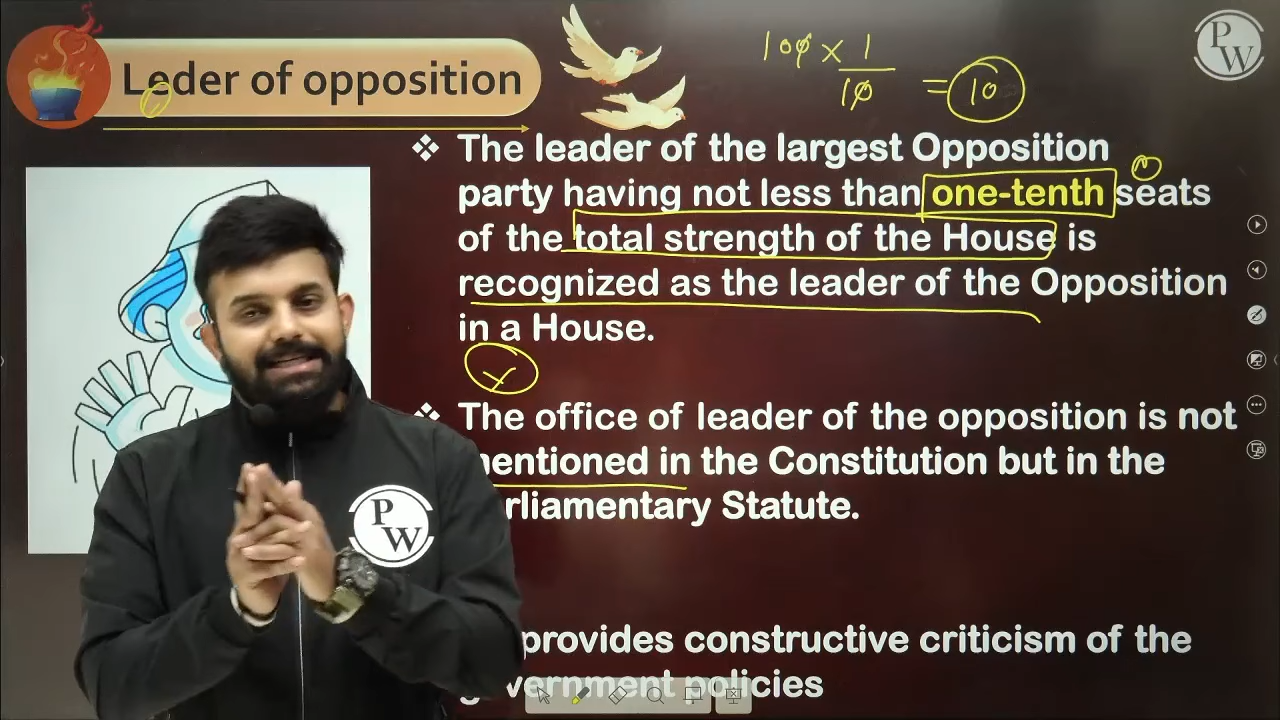 Leder of opposition
100 × 1
10
= 10
PW
The leader of the largest Opposition
party having not less than one-tenth seats
of the total strength of the House is
recognized as the leader of the Opposition
in a House.
The office of leader of the opposition is not
mentioned in the Constitution but in the
rliamentary Statute.
PW
provides constructive criticism of the
government policies